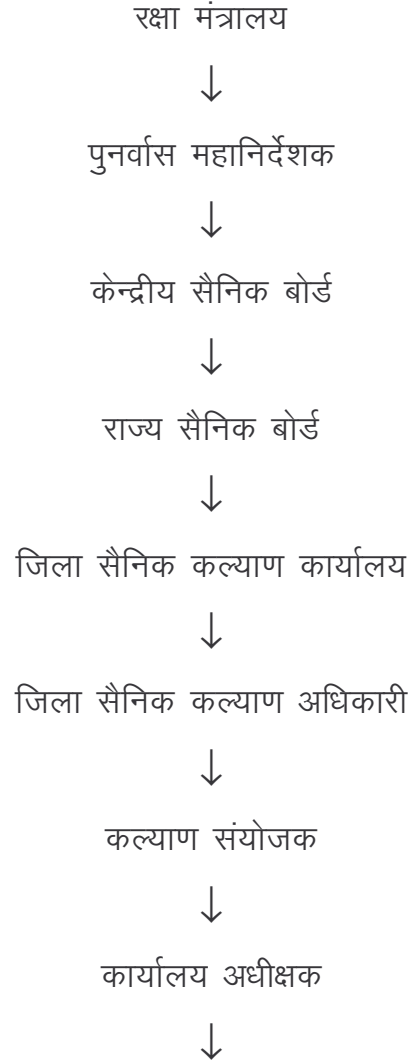 रक्षा मंत्रालय
↓
पुनर्वास महानिर्देशक
↓
केन्द्रीय सैनिक बोर्ड
↓
राज्य सैनिक बोर्ड
↓
जिला सैनिक कल्याण कार्यालय
↓
जिला सैनिक कल्याण अधिकारी
↓
कल्याण संयोजक
↓
कार्यालय अधीक्षक
↓